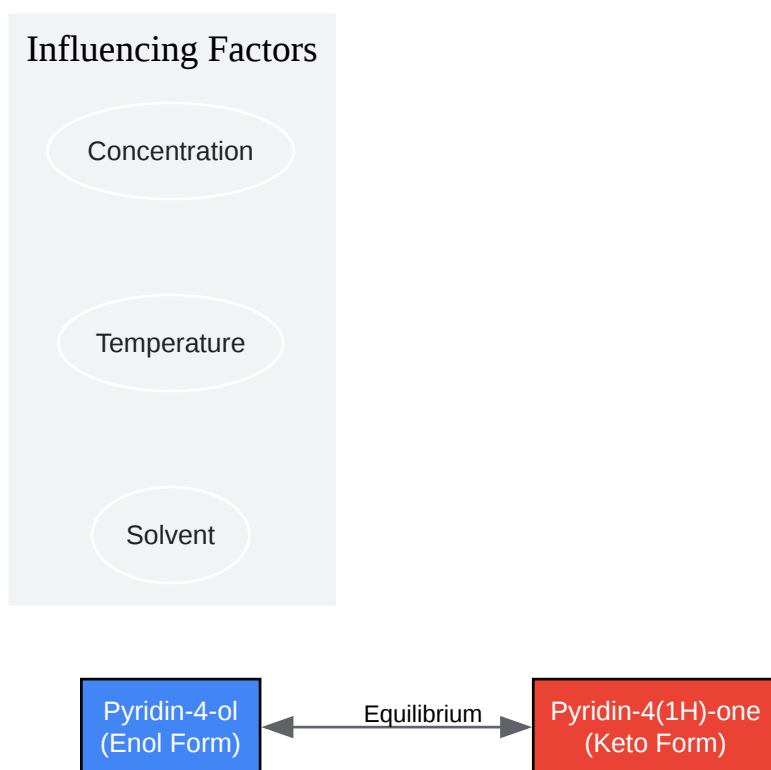 Influencing Factors
Concentration
Temperature
Solvent
Pyridin-4-ol
(Enol Form)
Equilibrium
Pyridin-4(1H)-one
(Keto Form)